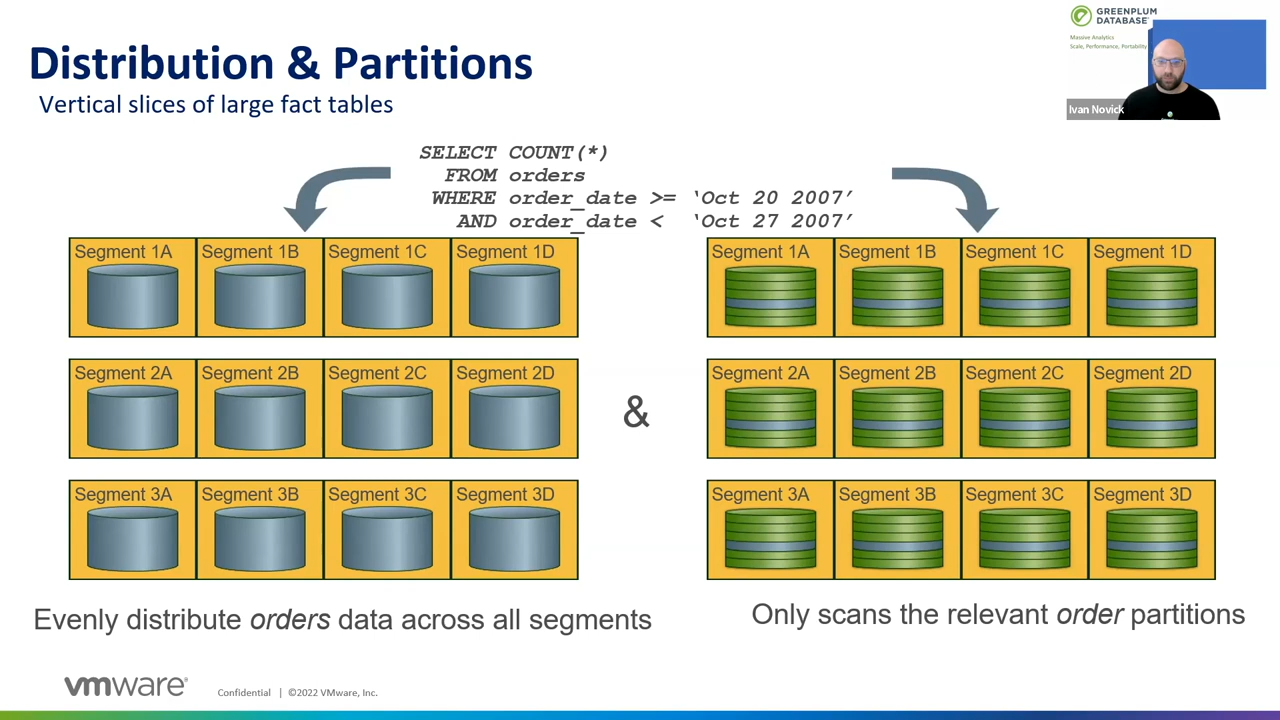 Distribution & Partitions
Vertical slices of large fact tables
GREENPLUM
DATABASE
Massive Analytics
Scale, Performance, Portability
Ivan Novick
SELECT COUNT(*)
FROM orders
WHERE order_date >= ‘Oct 20 2007’
AND order_date < ‘Oct 27 2007’
Segment 1A Segment 1B Segment 1C Segment 1D
Segment 1A Segment 1B Segment 1C Segment 1D
Segment 2A Segment 2B Segment 2C Segment 2D
&
Segment 2A Segment 2B Segment 2C Segment 2D
Segment 3A Segment 3B Segment 3C Segment 3D
Segment 3A Segment 3B Segment 3C Segment 3D
Evenly distribute orders data across all segments
Only scans the relevant order partitions
vmware®
Confidential | ©2022 VMware, Inc.